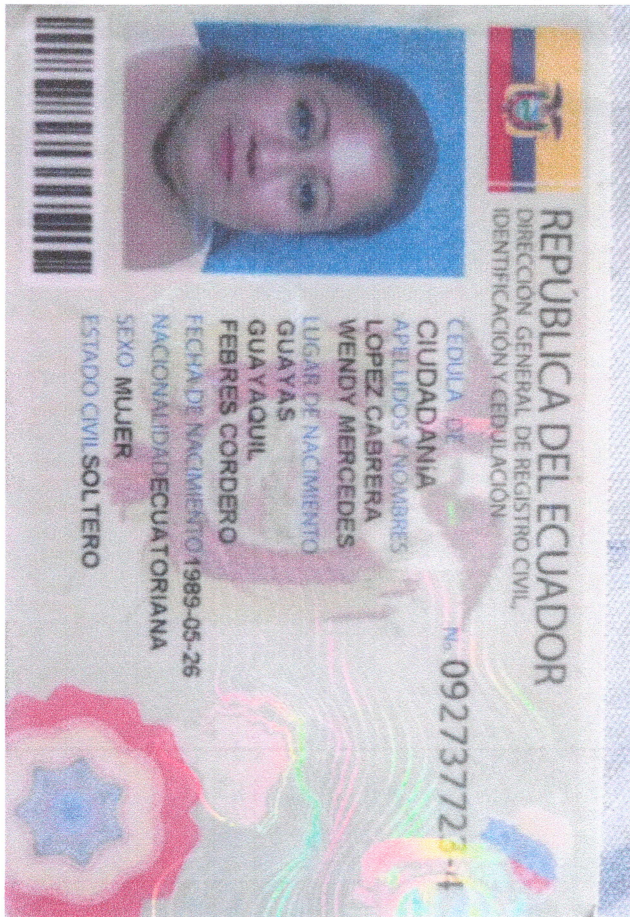 REPÚBLICA DEL ECUADOR
DIRECCIÓN GENERAL DE REGISTRO CIVIL,
IDENTIFICACIÓN Y CEDULACIÓN
CÉDULA DE No. 092737723-4
CIUDADANÍA
APELLIDOS Y NOMBRES
LOPEZ CABRERA
WENDY MERCEDES
LUGAR DE NACIMIENTO
GUAYAS
GUAYAQUIL
FEBRES CORDERO
FECHA DE NACIMIENTO 1989-05-26
NACIONALIDAD ECUATORIANA
SEXO MUJER
ESTADO CIVIL SOLTERO